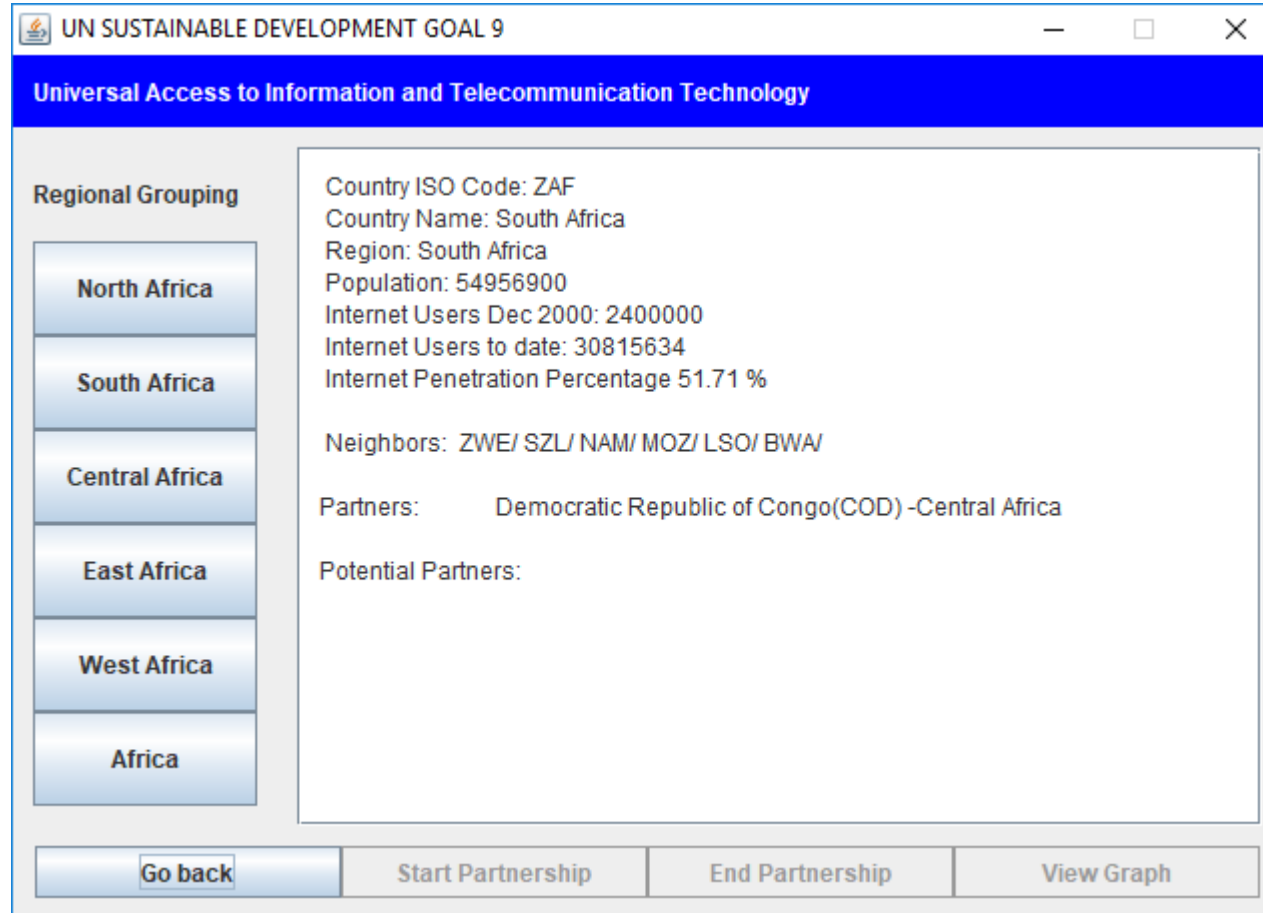 UN SUSTAINABLE DEVELOPMENT GOAL 9
Universal Access to Information and Telecommunication Technology
Regional Grouping
North Africa
South Africa
Central Africa
East Africa
West Africa
Africa
Country ISO Code: ZAF
Country Name: South Africa
Region: South Africa
Population: 54956900
Internet Users Dec 2000: 2400000
Internet Users to date: 30815634
Internet Penetration Percentage 51.71 %
Neighbors: ZWE/ SZL/ NAM/ MOZ/ LSO/ BWA/
Partners: Democratic Republic of Congo(COD) -Central Africa
Potential Partners:
Go back
Start Partnership
End Partnership
View Graph